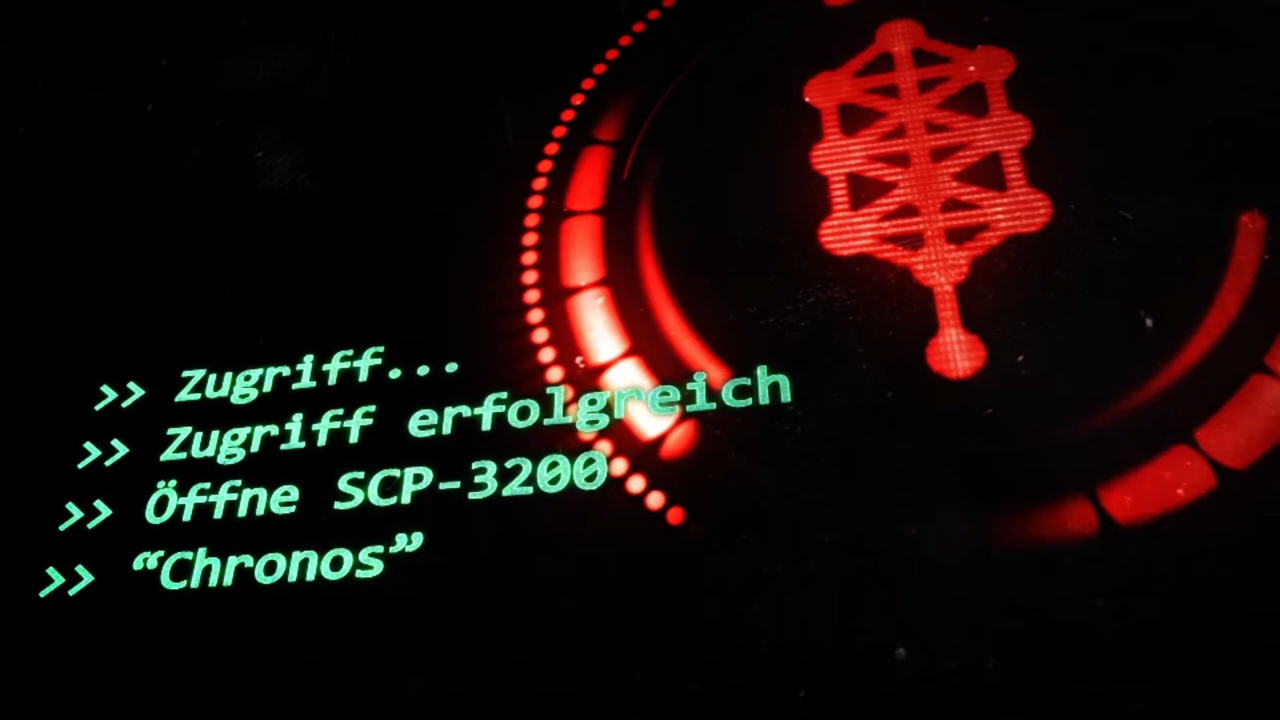 >> Zugriff...
>> Zugriff erfolgreich
>> Öffne SCP-3200
>> “Chronos”